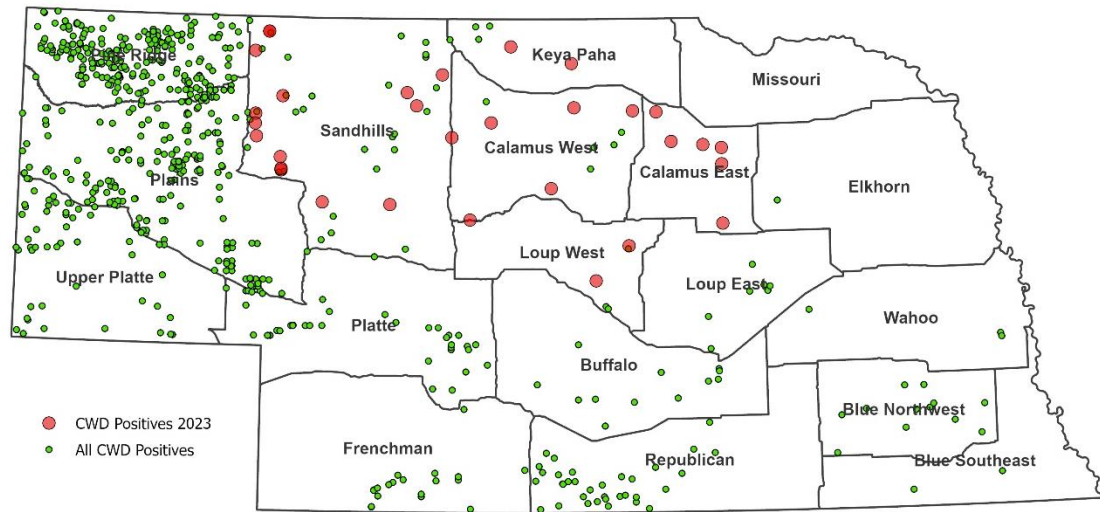 Pine Ridge
Keya Paha
Missouri
Sandhills
Calamus West
Calamus East
Plains
Elkhorn
Loup West
Upper Platte
Loup East
Platte
Wahoo
Buffalo
CWD Positives 2023
Blue Northwest
All CWD Positives
Frenchman
Republican
Blue Southeast